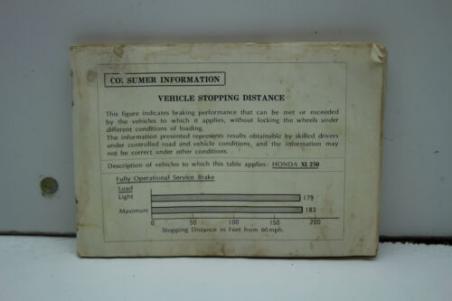 CONSUMER INFORMATION
VEHICLE STOPPING DISTANCE
This figure indicates braking performance that can be met or exceeded
by the vehicles to which it applies, without locking the wheels under
different conditions of loading.
The information presented represents results obtainable by skilled drivers
under controlled road and vehicle conditions, and the information may
not be correct under other conditions.
Description of vehicles to which this table applies: HONDA XL 250
Fully Operational Service Brake
Load
Light 179
Maximum 183
0 50 100 150 200
Stopping Distance in Feet from 60 mph.